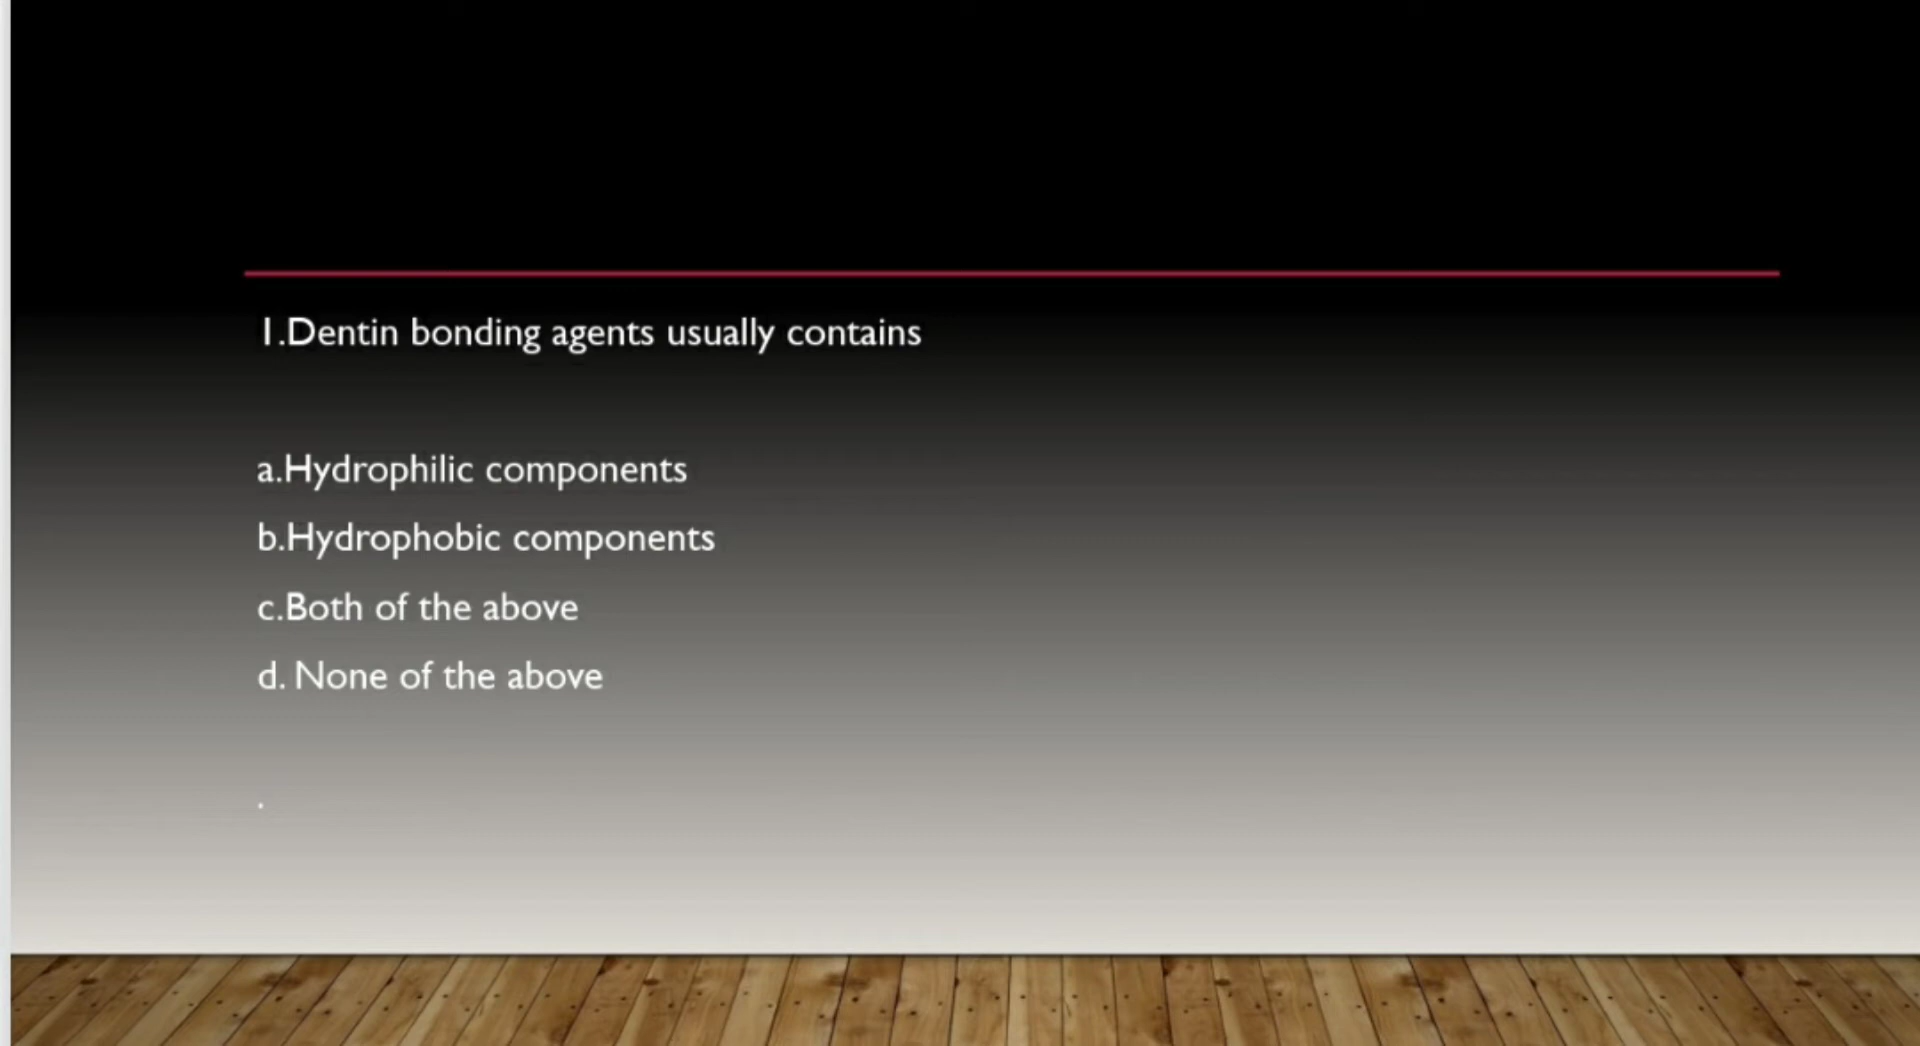 1.Dentin bonding agents usually contains
a.Hydrophilic components
b.Hydrophobic components
c.Both of the above
d. None of the above
.